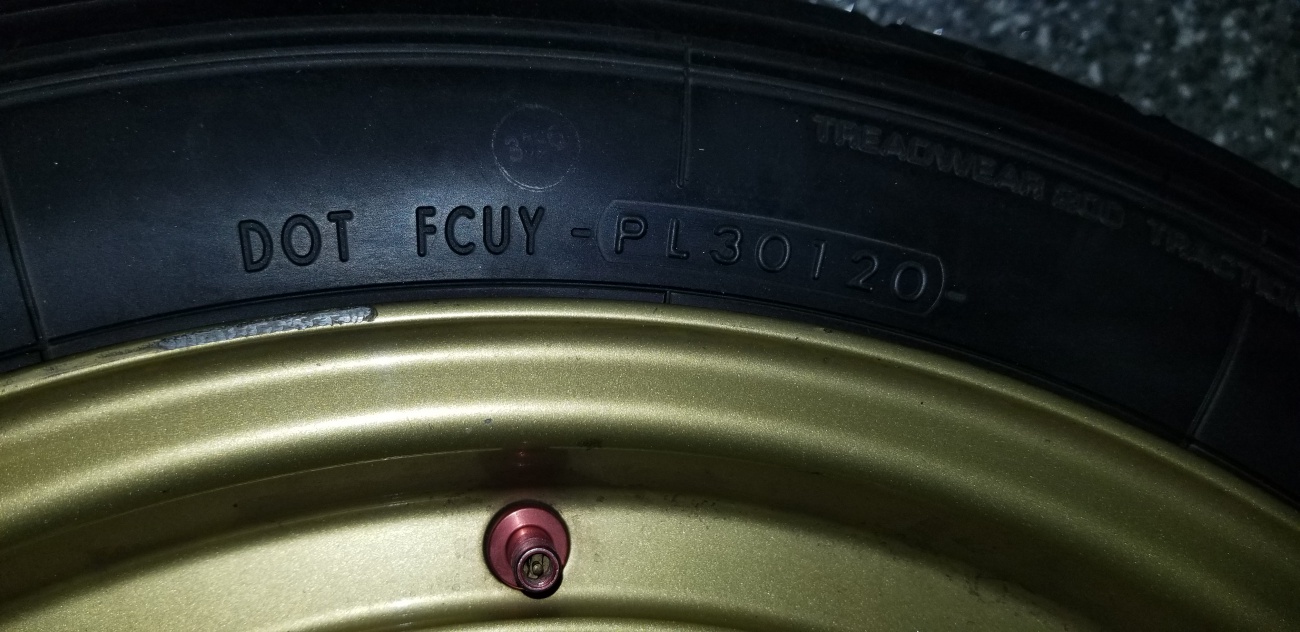 TREADWEAR 200 TRACTION
DOT FCUY -PL30120-